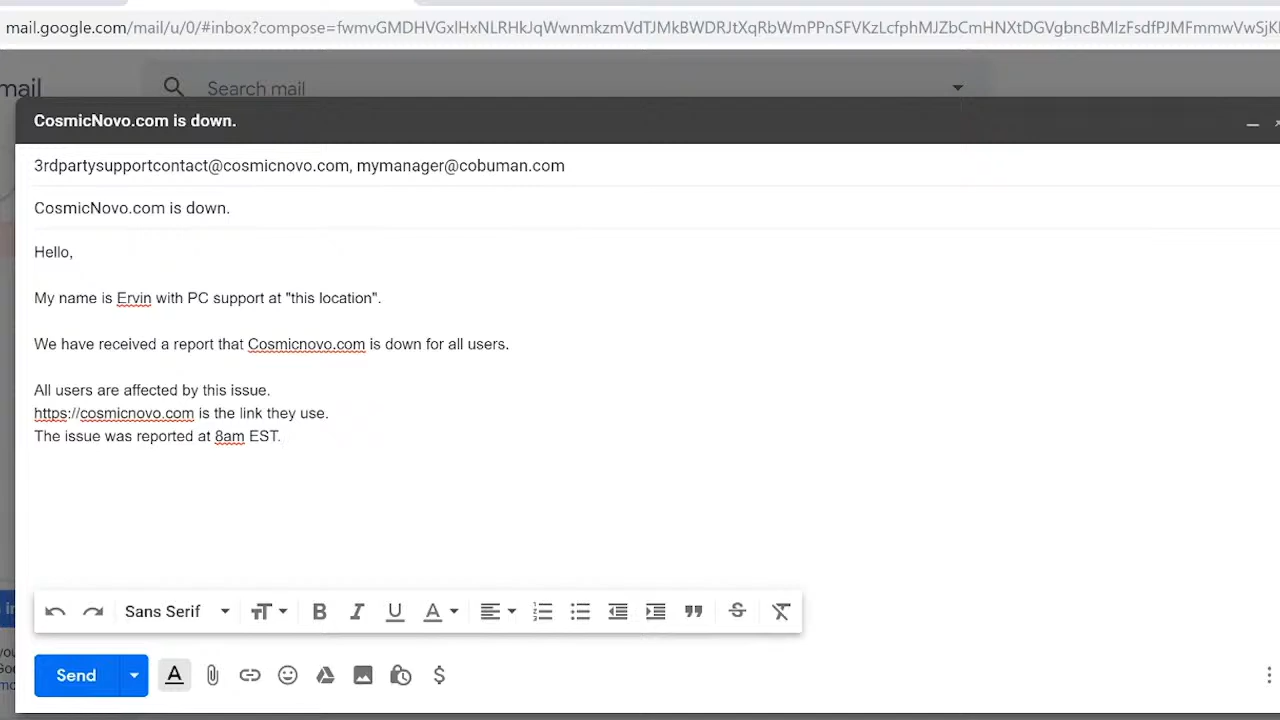 mail.google.com/mail/u/0/#inbox?compose=fwmvGMDHVGxlHxNLRHkJqWwnmkzmVdTJMkBWDRJtXqRbWmPPnSFVKzLcfphMJZbCmHNXtDGVgbncBMlzFsdfPJMFmmwVwSjK
mail
Search mail
CosmicNovo.com is down.
3rdpartysupportcontact@cosmicnovo.com, mymanager@cobuman.com
CosmicNovo.com is down.
Hello,
My name is Ervin with PC support at "this location".
We have received a report that Cosmicnovo.com is down for all users.
All users are affected by this issue.
https://cosmicnovo.com is the link they use.
The issue was reported at 8am EST.
Sans Serif
Send